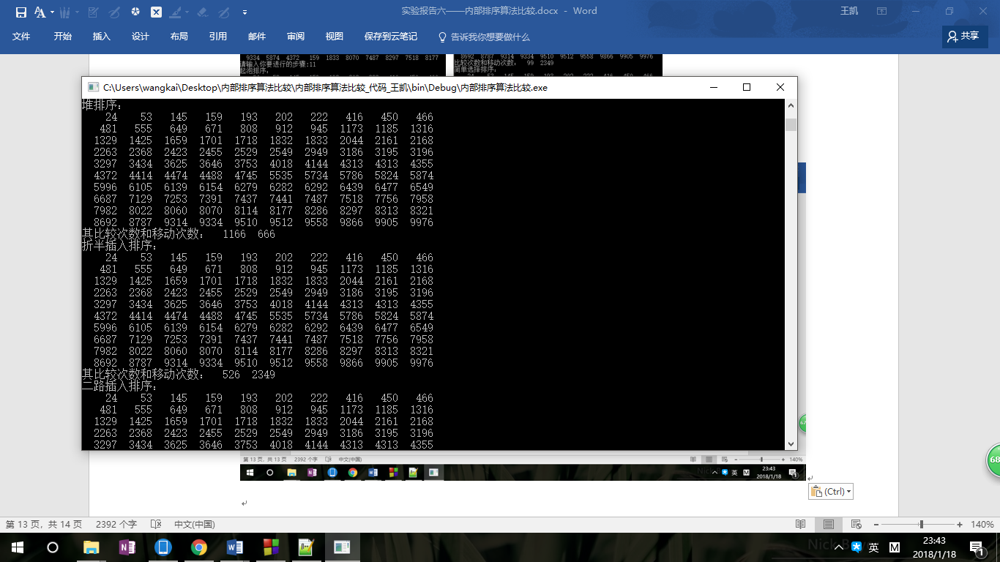 实验报告六——内部排序算法比较.docx - Word
王凯
文件 开始 插入 设计 布局 引用 邮件 审阅 视图 保存到云笔记 告诉我你想要做什么 共享
9334 5874 4372 159 1833 8070 7487 8297 7518 8177
请输入你要进行的步骤:11
起泡排序:
8692 8787 9314 9334 9510 9512 9558 9866 9905 9976
比较次数和移动次数: 99 2349
简单选择排序:
C:\Users\wangkai\Desktop\内部排序算法比较\内部排序算法比较_代码_王凯\bin\Debug\内部排序算法比较.exe
堆排序:
24 53 145 159 193 202 222 416 450 466
481 555 649 671 808 912 945 1173 1185 1316
1329 1425 1659 1701 1718 1832 1833 2044 2161 2168
2263 2368 2423 2455 2529 2549 2949 3186 3195 3196
3297 3434 3625 3646 3753 4018 4144 4313 4313 4355
4372 4414 4474 4488 4745 5535 5734 5786 5824 5874
5996 6105 6139 6154 6279 6282 6292 6439 6477 6549
6687 7129 7253 7391 7437 7441 7487 7518 7756 7958
7982 8022 8060 8070 8114 8177 8286 8297 8313 8321
8692 8787 9314 9334 9510 9512 9558 9866 9905 9976
其比较次数和移动次数: 1166 666
折半插入排序:
24 53 145 159 193 202 222 416 450 466
481 555 649 671 808 912 945 1173 1185 1316
1329 1425 1659 1701 1718 1832 1833 2044 2161 2168
2263 2368 2423 2455 2529 2549 2949 3186 3195 3196
3297 3434 3625 3646 3753 4018 4144 4313 4313 4355
4372 4414 4474 4488 4745 5535 5734 5786 5824 5874
5996 6105 6139 6154 6279 6282 6292 6439 6477 6549
6687 7129 7253 7391 7437 7441 7487 7518 7756 7958
7982 8022 8060 8070 8114 8177 8286 8297 8313 8321
8692 8787 9314 9334 9510 9512 9558 9866 9905 9976
其比较次数和移动次数: 526 2349
二路插入排序:
24 53 145 159 193 202 222 416 450 466
481 555 649 671 808 912 945 1173 1185 1316
1329 1425 1659 1701 1718 1832 1833 2044 2161 2168
2263 2368 2423 2455 2529 2549 2949 3186 3195 3196
3297 3434 3625 3646 3753 4018 4144 4313 4313 4355
67
68
第 13 页，共 13 页 2392 个字 中文(中国) 140%
英 M 23:43
2018/1/18
(Ctrl)
第 13 页，共 14 页 2392 个字 中文(中国) 140%
英 M 23:43
2018/1/18
1